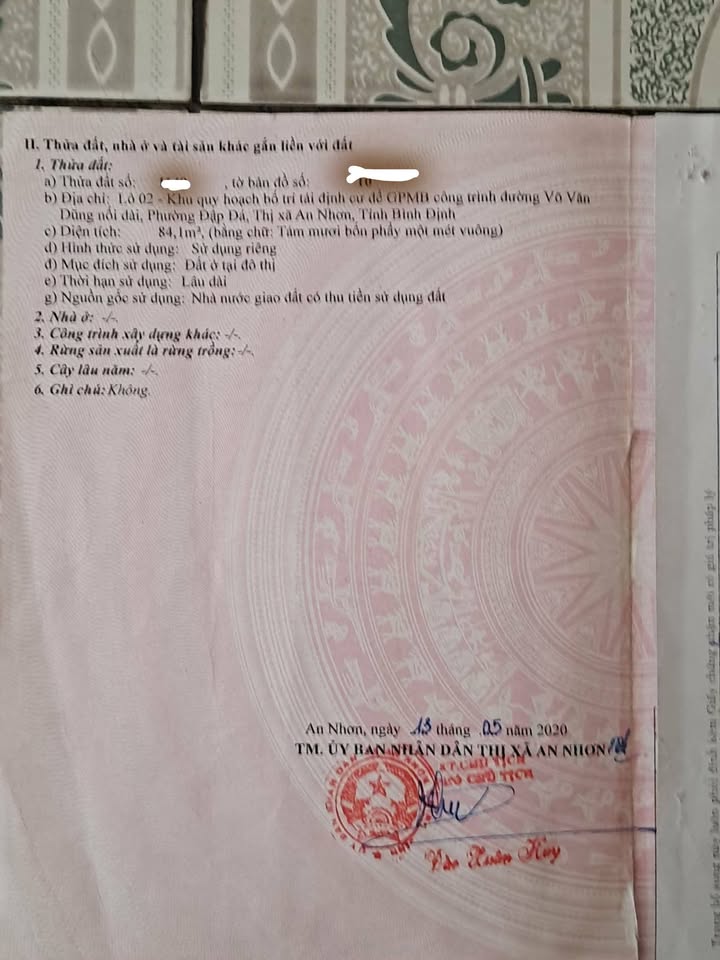 II. Thửa đất, nhà ở và tài sản khác gắn liền với đất
1. Thửa đất:
a) Thửa đất số: , tờ bản đồ số:
b) Địa chỉ: Lô 02 - Khu quy hoạch bố trí tái định cư để GPMB công trình đường Võ Văn
Dũng nối dài, Phường Đập Đá, Thị xã An Nhơn, Tỉnh Bình Định
c) Diện tích: 84,1m², (bằng chữ: Tám mươi bốn phẩy một mét vuông)
d) Hình thức sử dụng: Sử dụng riêng
đ) Mục đích sử dụng: Đất ở tại đô thị
e) Thời hạn sử dụng: Lâu dài
g) Nguồn gốc sử dụng: Nhà nước giao đất có thu tiền sử dụng đất
2. Nhà ở: -/-.
3. Công trình xây dựng khác: -/-.
4. Rừng sản xuất là rừng trồng: -/-.
5. Cây lâu năm: -/-.
6. Ghi chú: Không.
An Nhơn, ngày 13 tháng 05 năm 2020
TM. ỦY BAN NHÂN DÂN THỊ XÃ AN NHƠN
KT.CHỦ TỊCH
PHÓ CHỦ TỊCH
Xuân Huy